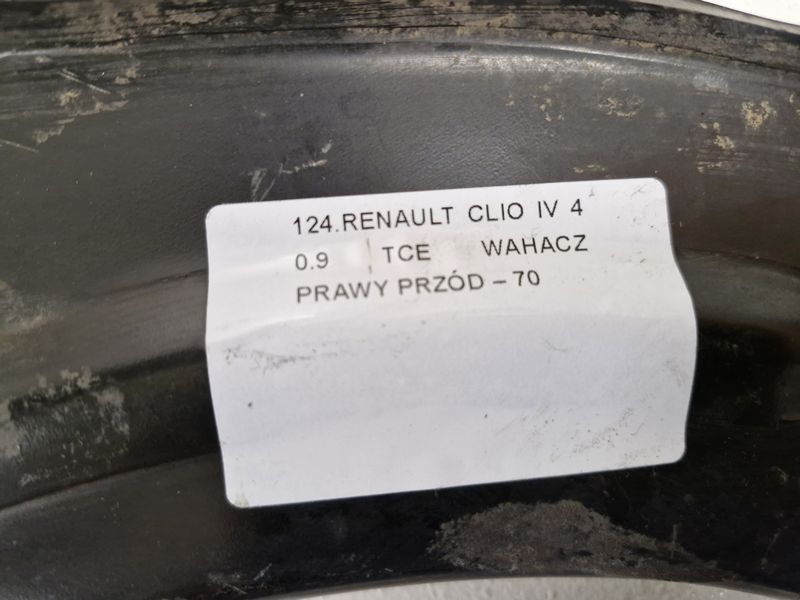 124.RENAULT CLIO IV 4
0.9 TCE WAHACZ
PRAWY PRZÓD – 70